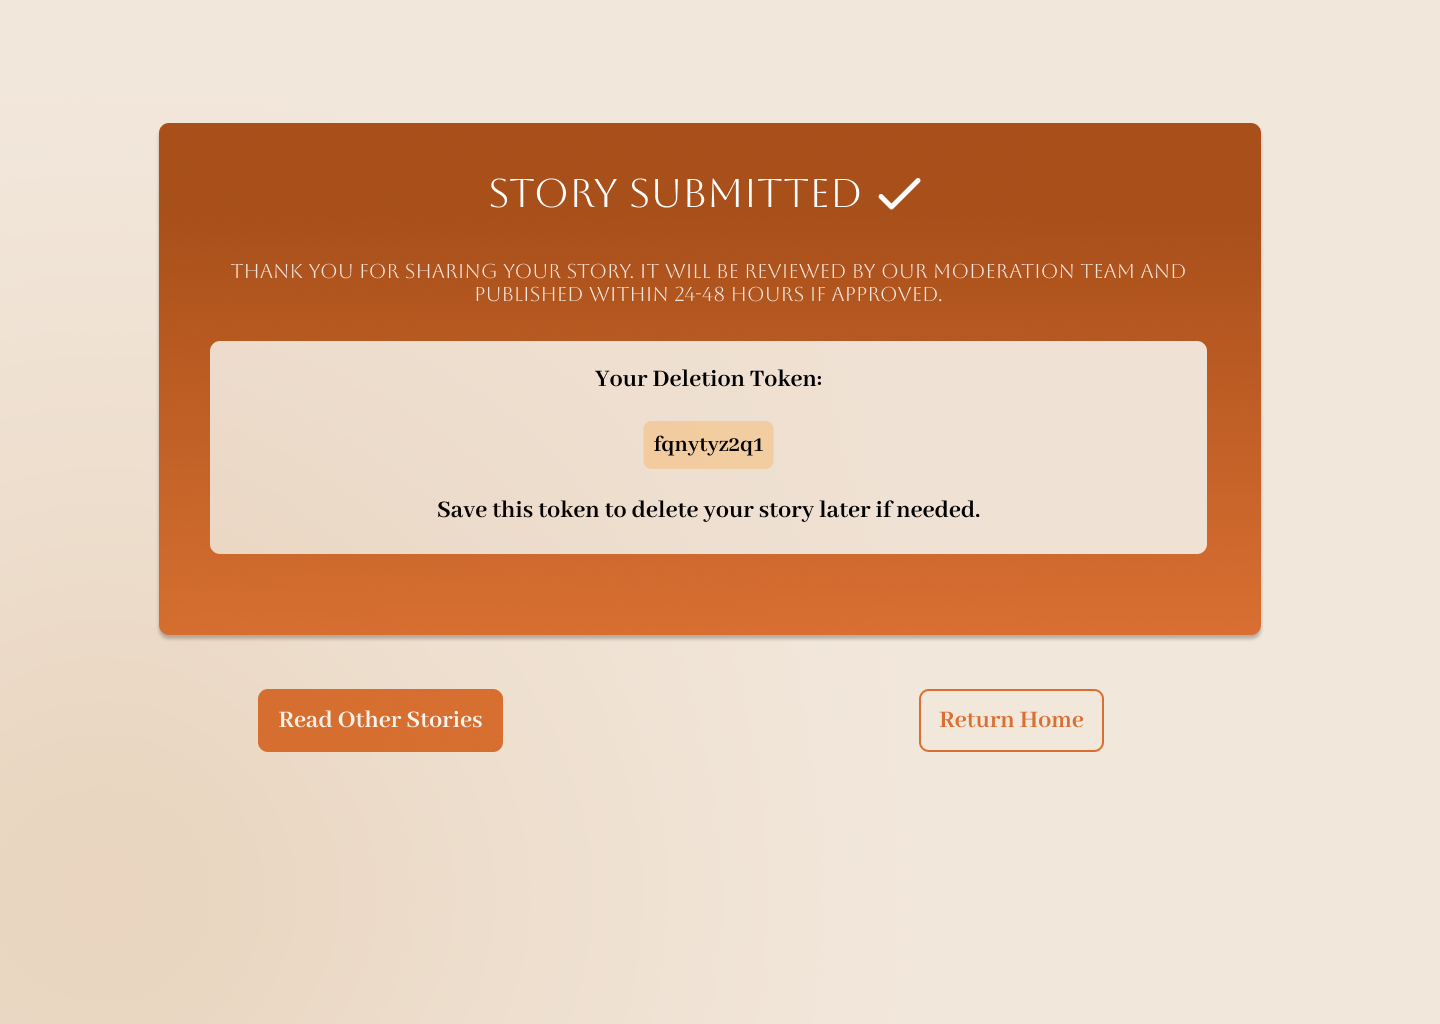 STORY SUBMITTED
THANK YOU FOR SHARING YOUR STORY. IT WILL BE REVIEWED BY OUR MODERATION TEAM AND
PUBLISHED WITHIN 24-48 HOURS IF APPROVED.
Your Deletion Token:
fqnytyz2q1
Save this token to delete your story later if needed.
Read Other Stories
Return Home